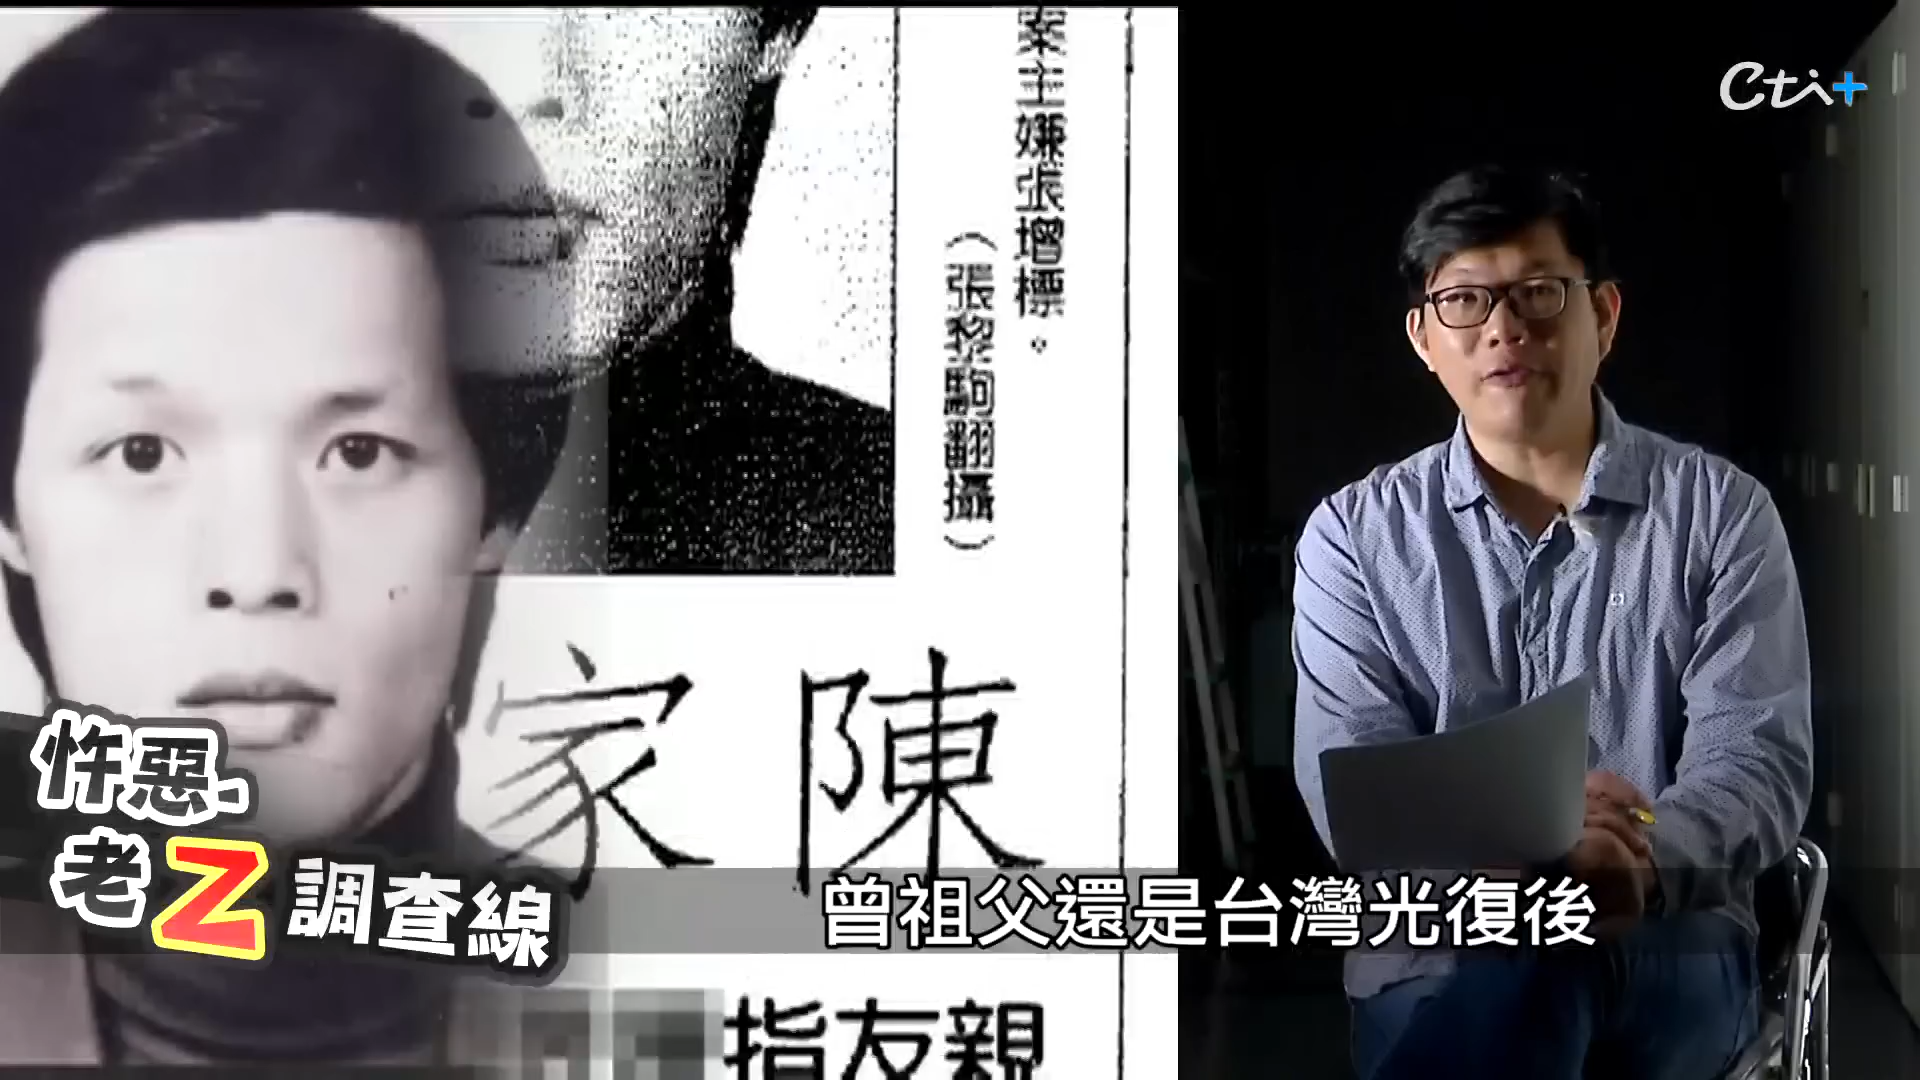 Cti+
案主嫌張增標。
（張黎駒翻攝）
陳家
親友指
忤惡-
老Z調查線
曾祖父還是台灣光復後